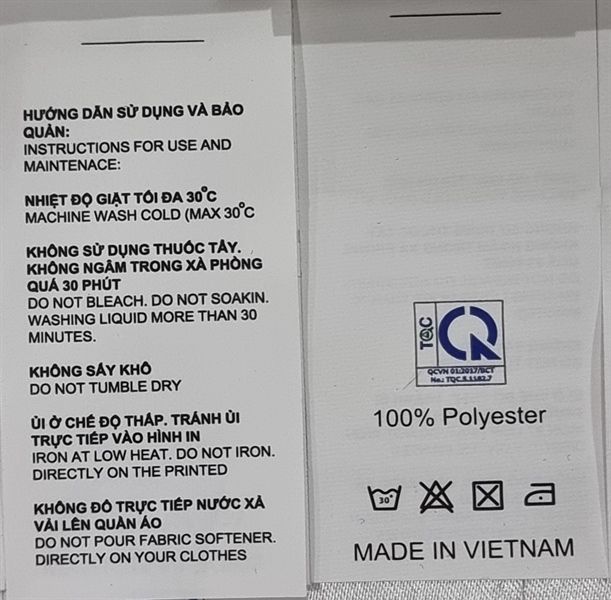 HƯỚNG DẪN SỬ DỤNG VÀ BẢO
QUẢN:
INSTRUCTIONS FOR USE AND
MAINTENACE:
NHIỆT ĐỘ GIẶT TỐI ĐA 30°C
MACHINE WASH COLD (MAX 30°C
KHÔNG SỬ DỤNG THUỐC TẨY.
KHÔNG NGÂM TRONG XÀ PHÒNG
QUÁ 30 PHÚT
DO NOT BLEACH. DO NOT SOAKIN.
WASHING LIQUID MORE THAN 30
MINUTES.
KHÔNG SẤY KHÔ
DO NOT TUMBLE DRY
ỦI Ở CHẾ ĐỘ THẤP. TRÁNH ỦI
TRỰC TIẾP VÀO HÌNH IN
IRON AT LOW HEAT. DO NOT IRON.
DIRECTLY ON THE PRINTED
KHÔNG ĐỔ TRỰC TIẾP NƯỚC XẢ
VẢI LÊN QUẦN ÁO
DO NOT POUR FABRIC SOFTENER.
DIRECTLY ON YOUR CLOTHES
TQC
QCVN 01:2017/BCT
No.: TQC.5.1182.7
100% Polyester
30°
MADE IN VIETNAM